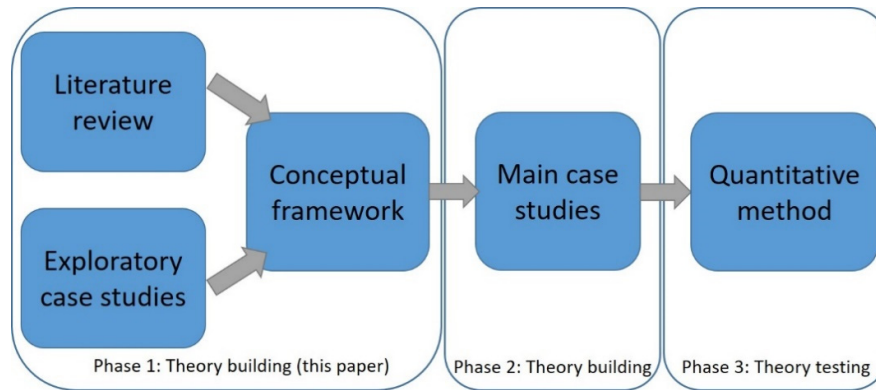 Literature
review
Exploratory
case studies
Conceptual
framework
Main case
studies
Quantitative
method
Phase 1: Theory building (this paper)
Phase 2: Theory building
Phase 3: Theory testing